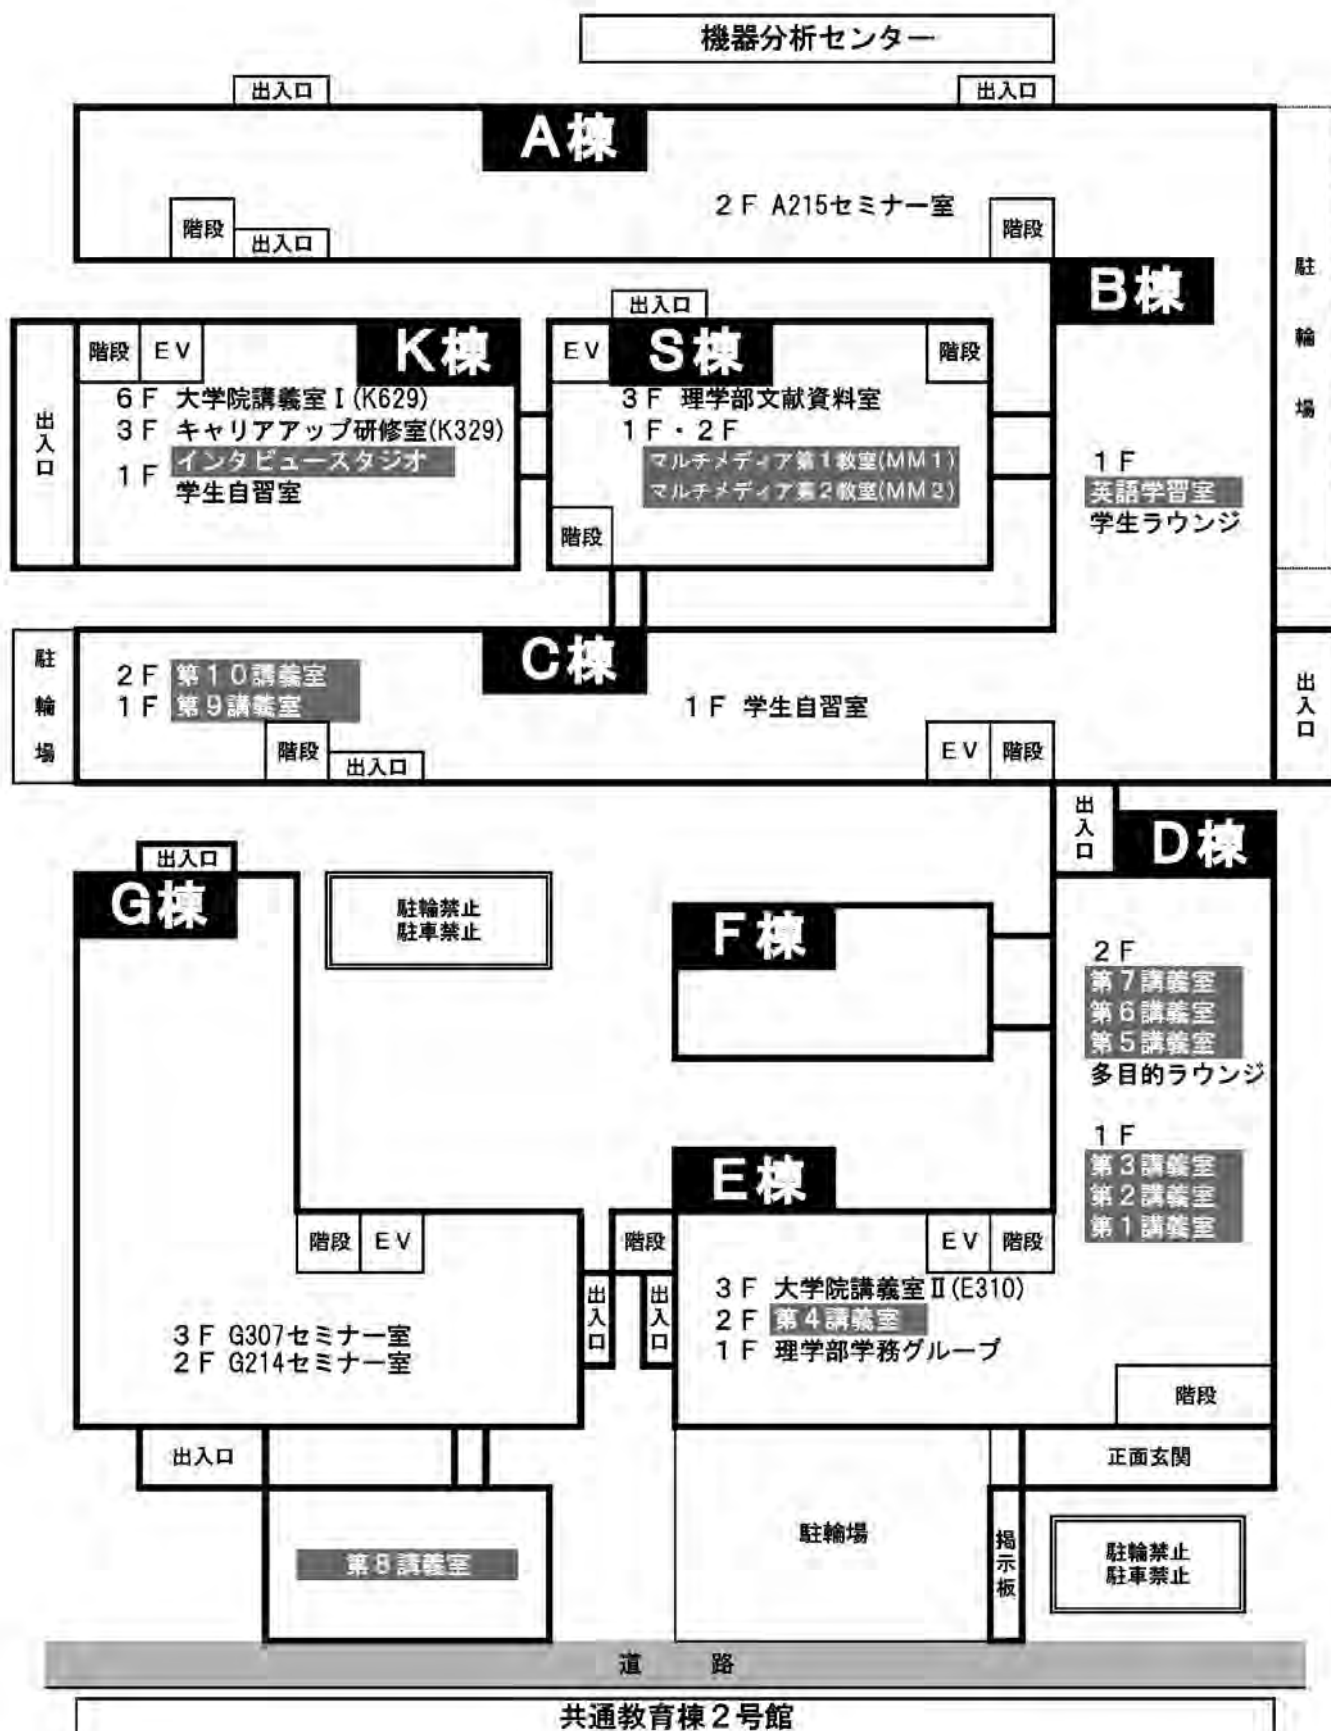 機器分析センター
出入口
出入口
A棟
2F A215セミナー室
階段
出入口
階段
駐輪場
B棟
出入口
出入口
階段
EV
K棟
EV
S棟
階段
6F 大学院講義室Ⅰ(K629)
3F キャリアアップ研修室(K329)
1F
インタビュースタジオ
学生自習室
3F 理学部文献資料室
1F・2F
マルチメディア第1教室(MM1)
マルチメディア第2教室(MM2)
階段
1F
英語学習室
学生ラウンジ
駐輪場
C棟
2F 第10講義室
1F 第9講義室
1F 学生自習室
出入口
階段
出入口
EV
階段
出入口
D棟
出入口
G棟
駐輪禁止
駐車禁止
F棟
2F
第7講義室
第6講義室
第5講義室
多目的ラウンジ
1F
第3講義室
第2講義室
第1講義室
E棟
階段
EV
階段
EV
階段
出入口
出入口
3F 大学院講義室Ⅱ(E310)
2F 第4講義室
1F 理学部学務グループ
3F G307セミナー室
2F G214セミナー室
階段
出入口
正面玄関
駐輪場
掲示板
駐輪禁止
駐車禁止
第8講義室
道 路
共通教育棟2号館